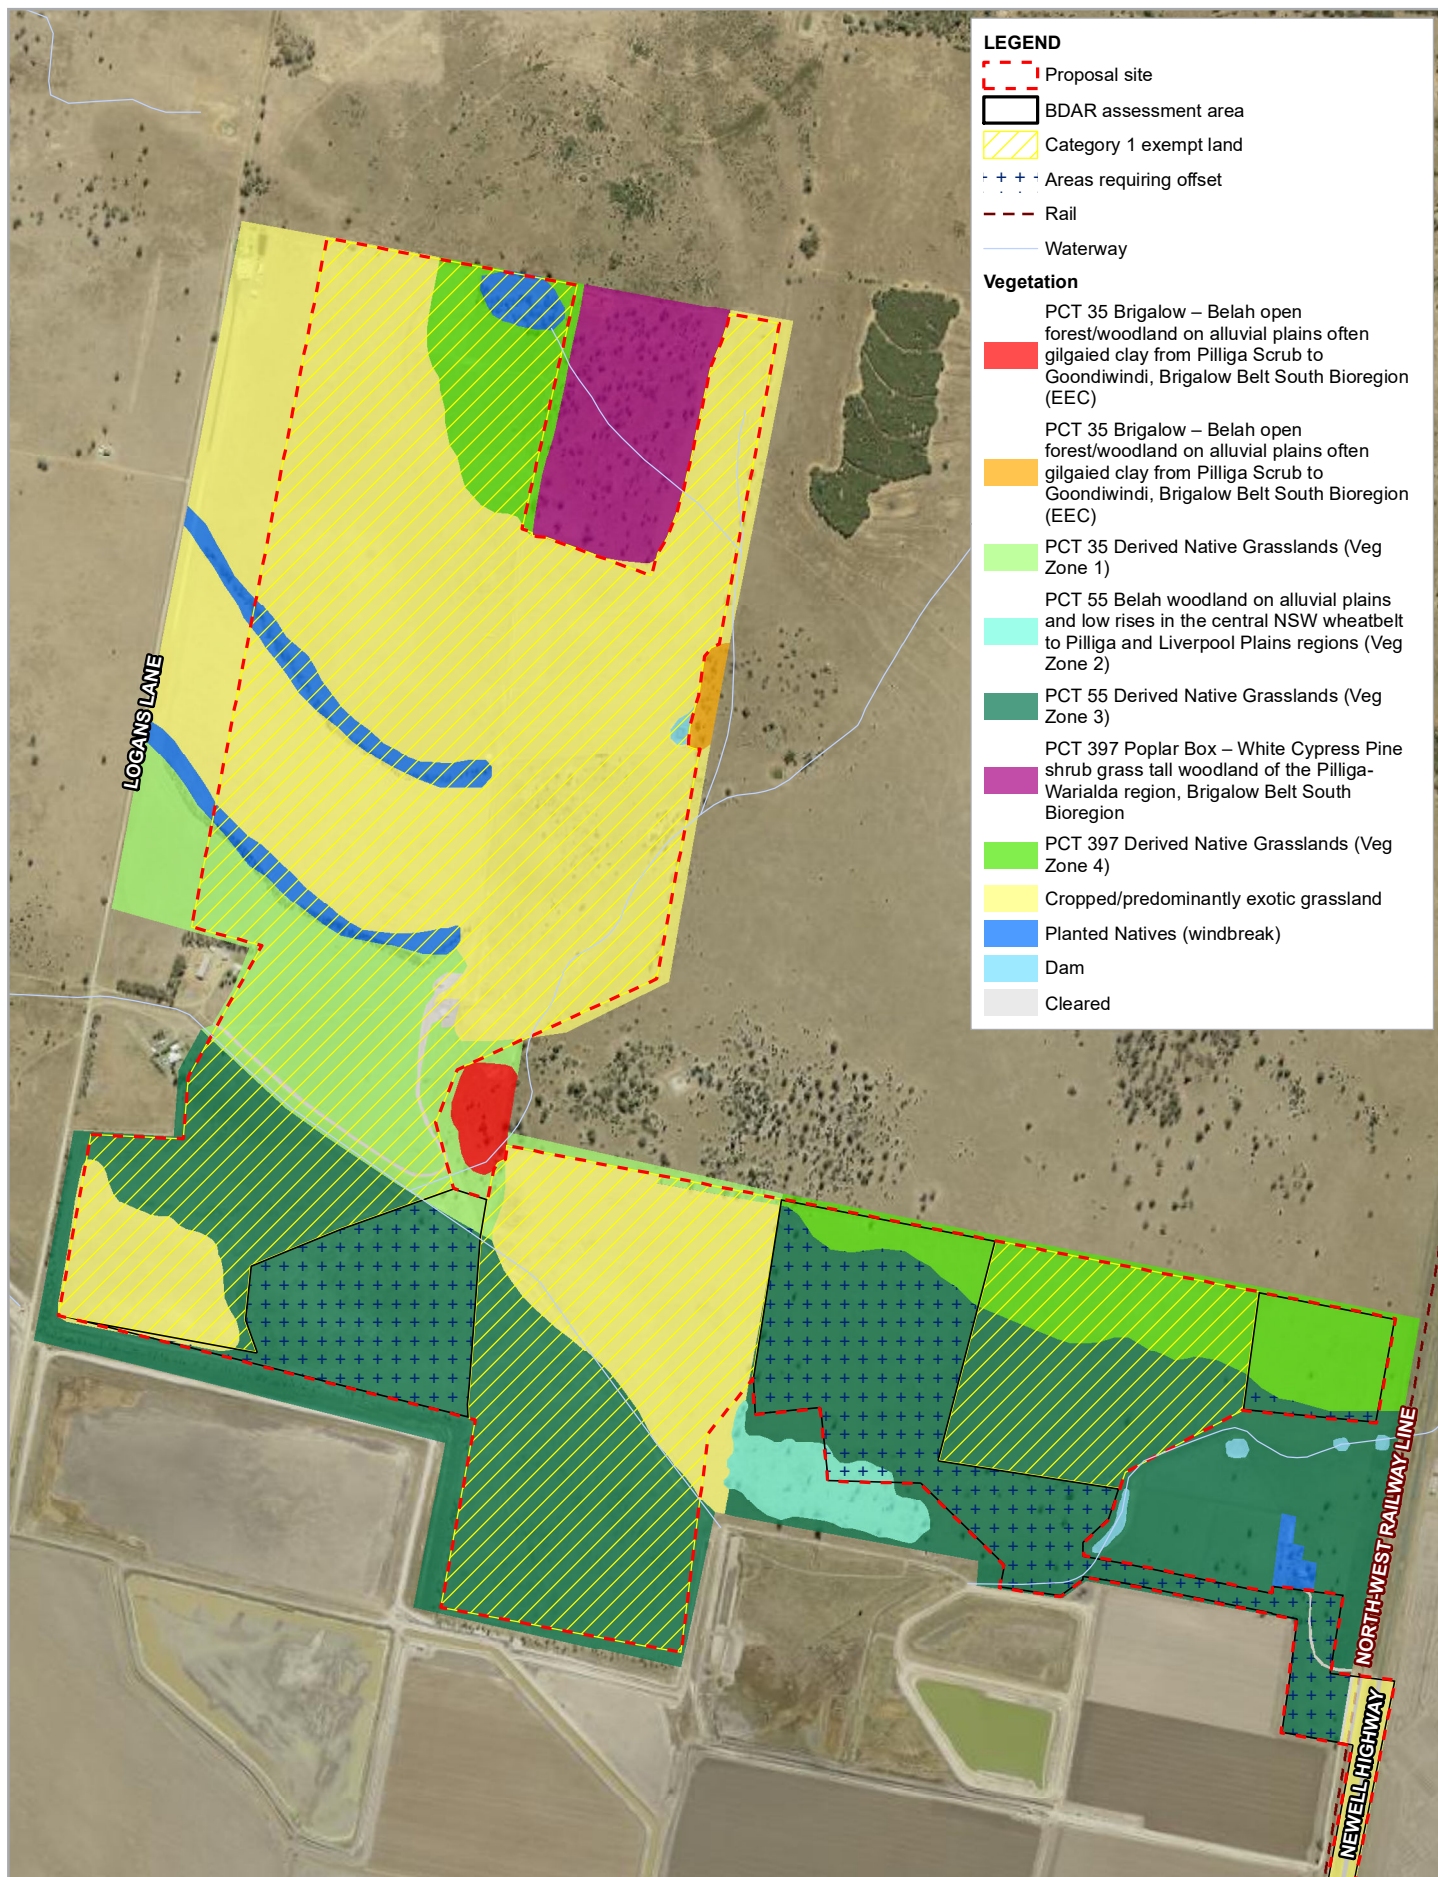 LEGEND
Proposal site
BDAR assessment area
Category 1 exempt land
Areas requiring offset
Rail
Waterway
Vegetation
PCT 35 Brigalow – Belah open
forest/woodland on alluvial plains often
gilgaied clay from Pilliga Scrub to
Goondiwindi, Brigalow Belt South Bioregion
(EEC)
PCT 35 Brigalow – Belah open
forest/woodland on alluvial plains often
gilgaied clay from Pilliga Scrub to
Goondiwindi, Brigalow Belt South Bioregion
(EEC)
PCT 35 Derived Native Grasslands (Veg
Zone 1)
PCT 55 Belah woodland on alluvial plains
and low rises in the central NSW wheatbelt
to Pilliga and Liverpool Plains regions (Veg
Zone 2)
PCT 55 Derived Native Grasslands (Veg
Zone 3)
PCT 397 Poplar Box – White Cypress Pine
shrub grass tall woodland of the Pilliga-
Warialda region, Brigalow Belt South
Bioregion
PCT 397 Derived Native Grasslands (Veg
Zone 4)
Cropped/predominantly exotic grassland
Planted Natives (windbreak)
Dam
Cleared
LOGANS LANE
NORTH-WEST RAILWAY LINE
NEWELL HIGHWAY